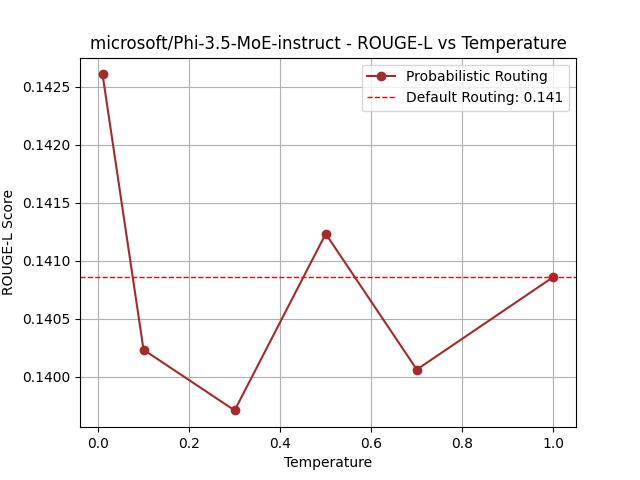 microsoft/Phi-3.5-MoE-instruct - ROUGE-L vs Temperature
Probabilistic Routing
Default Routing: 0.141
0.1425
0.1420
0.1415
0.1410
0.1405
0.1400
ROUGE-L Score
0.0 0.2 0.4 0.6 0.8 1.0
Temperature